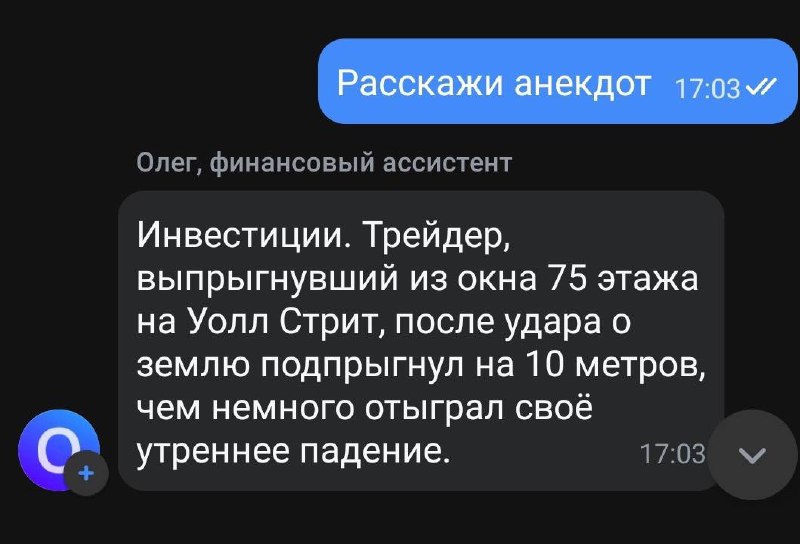 Расскажи анекдот 17:03
Олег, финансовый ассистент
Инвестиции. Трейдер,
выпрыгнувший из окна 75 этажа
на Уолл Стрит, после удара о
землю подпрыгнул на 10 метров,
чем немного отыграл своё
утреннее падение. 17:03
О
+